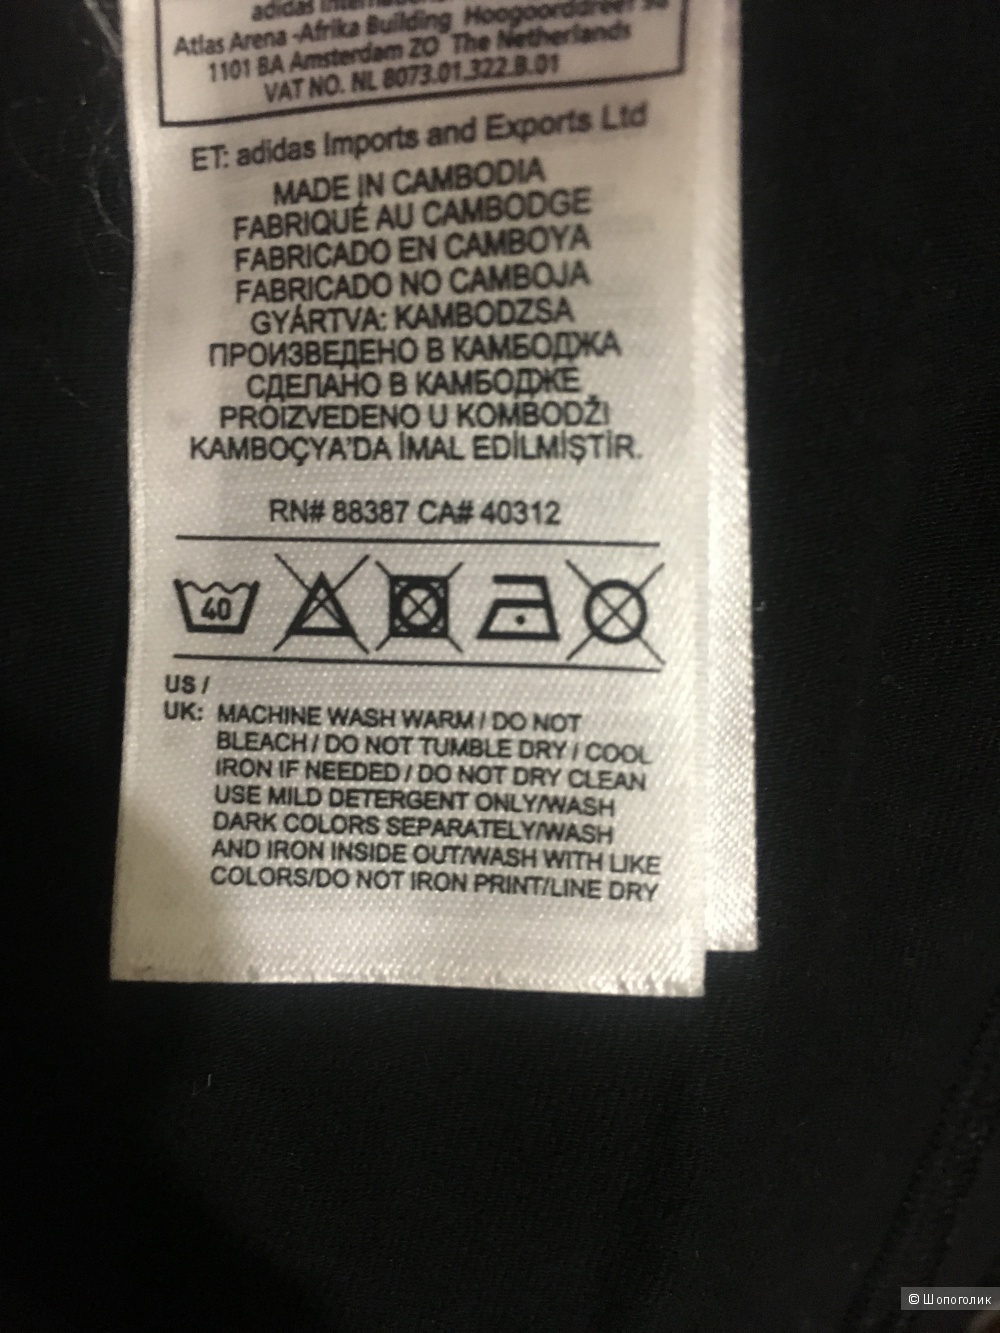 adidas
Atlas Arena -Afrika Building Hoogoorddreef 9a
1101 BA Amsterdam ZO The Netherlands
VAT NO. NL 8073.01.322.B.01
ET: adidas Imports and Exports Ltd
MADE IN CAMBODIA
FABRIQUÉ AU CAMBODGE
FABRICADO EN CAMBOYA
FABRICADO NO CAMBOJA
GYÁRTVA: KAMBODZSA
ПРОИЗВЕДЕНО В КАМБОДЖА
СДЕЛАНО В КАМБОДЖЕ
PROIZVEDENO U KOMBODŽI
KAMBOÇYA'DA İMAL EDİLMİŞTİR.
RN# 88387 CA# 40312
40
US /
UK: MACHINE WASH WARM / DO NOT
BLEACH / DO NOT TUMBLE DRY / COOL
IRON IF NEEDED / DO NOT DRY CLEAN
USE MILD DETERGENT ONLY/WASH
DARK COLORS SEPARATELY/WASH
AND IRON INSIDE OUT/WASH WITH LIKE
COLORS/DO NOT IRON PRINT/LINE DRY
© Шопоголик